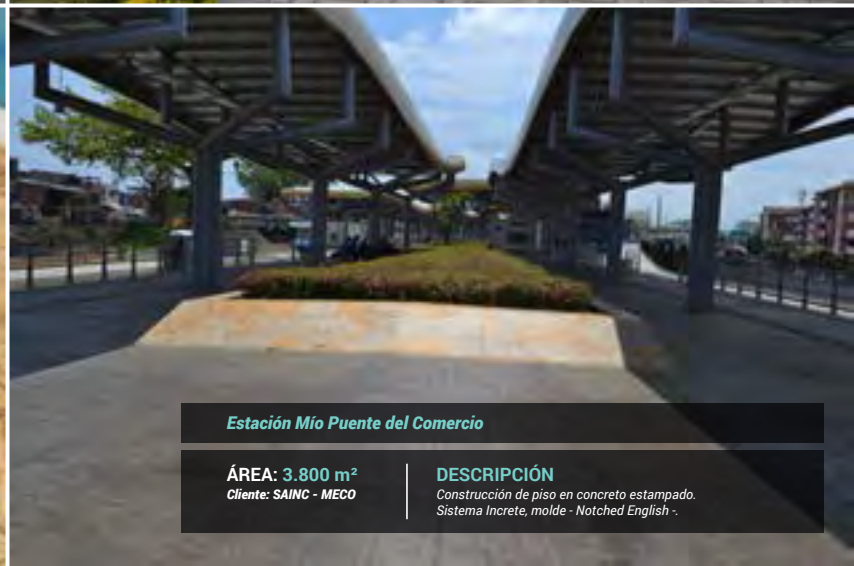 Estación Mío Puente del Comercio
ÁREA: 3.800 m²
Cliente: SAINC - MECO
DESCRIPCIÓN
Construcción de piso en concreto estampado.
Sistema Increte, molde - Notched English -.